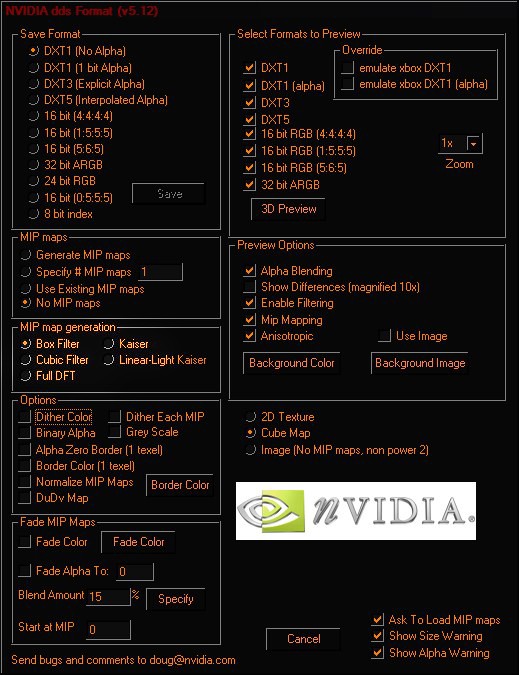 NVIDIA dds Format (v5.12)
Save Format
DXT1 (No Alpha)
DXT1 (1 bit Alpha)
DXT3 (Explicit Alpha)
DXT5 (Interpolated Alpha)
16 bit (4:4:4:4)
16 bit (1:5:5:5)
16 bit (5:6:5)
32 bit ARGB
24 bit RGB
16 bit (0:5:5:5)
8 bit index
Save
MIP maps
Generate MIP maps
Specify # MIP maps 1
Use Existing MIP maps
No MIP maps
MIP map generation
Box Filter Kaiser
Cubic Filter Linear-Light Kaiser
Full DFT
Options
Dither Color Dither Each MIP
Binary Alpha Grey Scale
Alpha Zero Border (1 texel)
Border Color (1 texel)
Normalize MIP Maps
Border Color
DuDv Map
Fade MIP Maps
Fade Color Fade Color
Fade Alpha To: 0
Blend Amount 15 % Specify
Start at MIP 0
Send bugs and comments to doug@nvidia.com
Select Formats to Preview
Override
emulate xbox DXT1
emulate xbox DXT1 (alpha)
DXT1
DXT1 (alpha)
DXT3
DXT5
16 bit RGB (4:4:4:4)
16 bit RGB (1:5:5:5)
16 bit RGB (5:6:5)
32 bit ARGB
1x
Zoom
3D Preview
Preview Options
Alpha Blending
Show Differences (magnified 10x)
Enable Filtering
Mip Mapping
Anisotropic Use Image
Background Color Background Image
2D Texture
Cube Map
Image (No MIP maps, non power 2)
nVIDIA®
Cancel
Ask To Load MIP maps
Show Size Warning
Show Alpha Warning